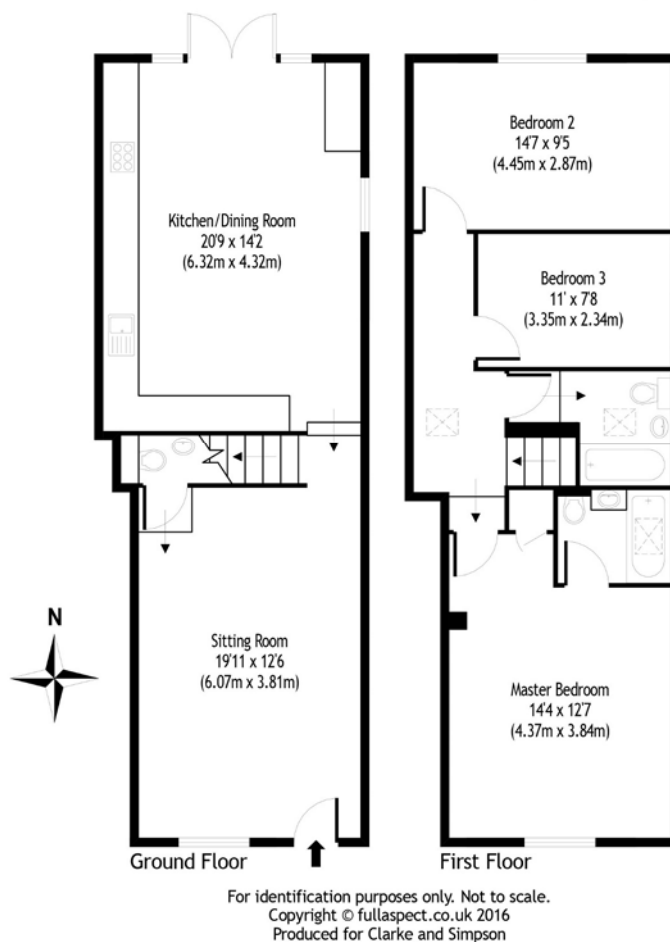 Kitchen/Dining Room
20'9 x 14'2
(6.32m x 4.32m)
Sitting Room
19'11 x 12'6
(6.07m x 3.81m)
N
Ground Floor
Bedroom 2
14'7 x 9'5
(4.45m x 2.87m)
Bedroom 3
11' x 7'8
(3.35m x 2.34m)
Master Bedroom
14'4 x 12'7
(4.37m x 3.84m)
First Floor
For identification purposes only. Not to scale.
Copyright © fullaspect.co.uk 2016
Produced for Clarke and Simpson